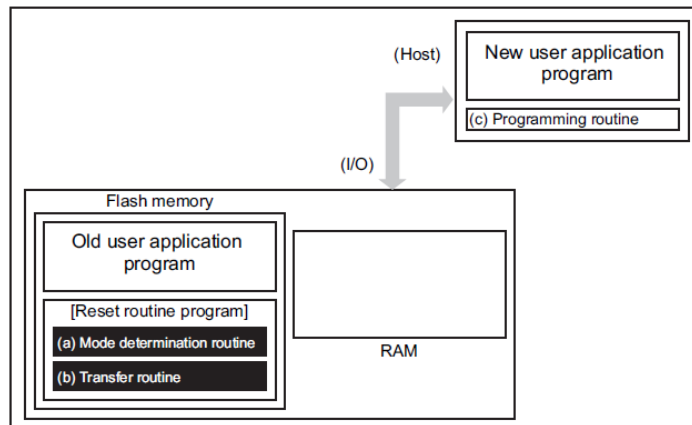 (Host)
New user application
program
(c) Programming routine
(I/O)
Flash memory
Old user application
program
[Reset routine program]
(a) Mode determination routine
(b) Transfer routine
RAM